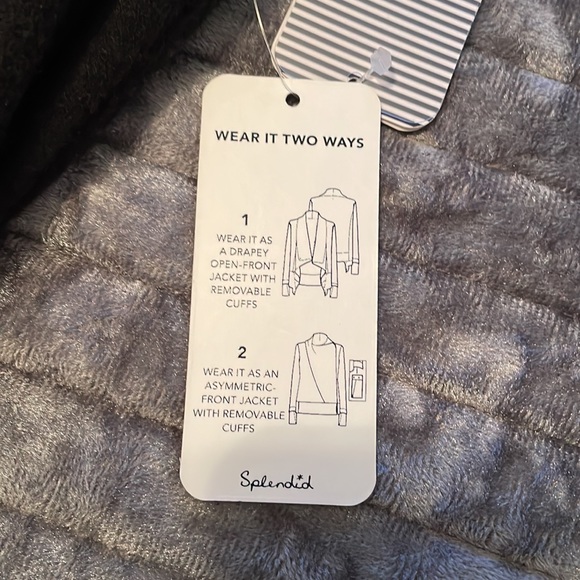 WEAR IT TWO WAYS
1
WEAR IT AS
A DRAPEY
OPEN-FRONT
JACKET WITH
REMOVABLE
CUFFS
2
WEAR IT AS AN
ASYMMETRIC-
FRONT JACKET
WITH REMOVABLE
CUFFS
Splendid